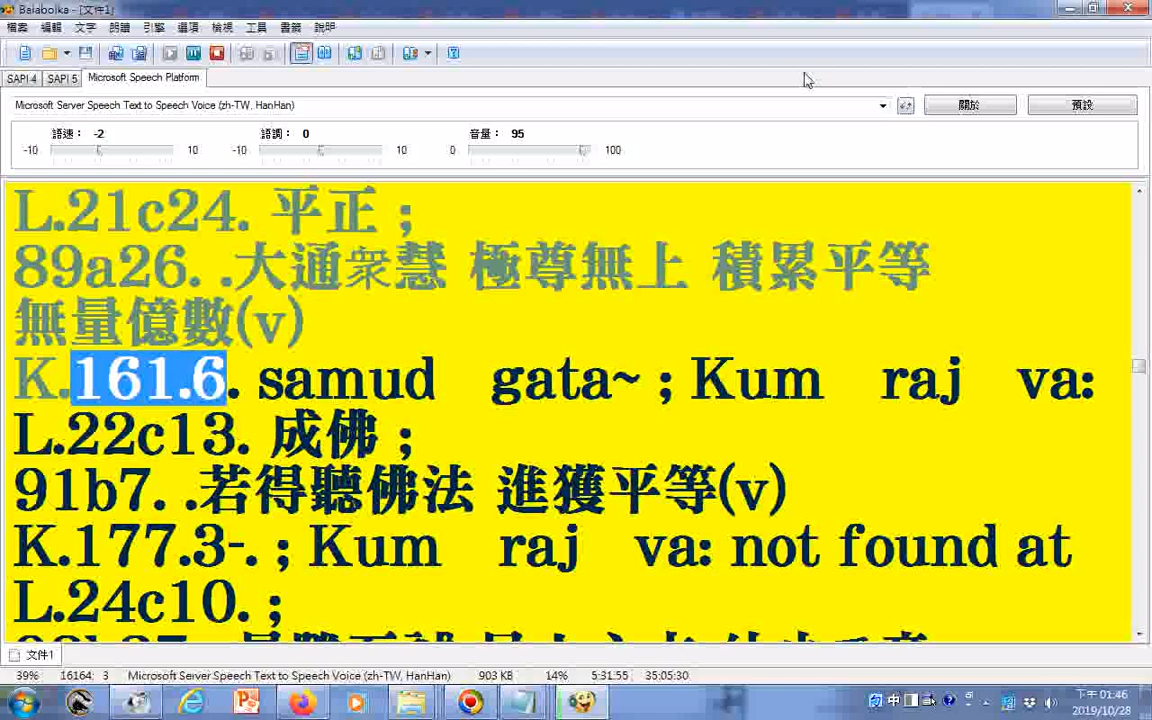 Balabolka - [文件1]
檔案 編輯 文字 朗讀 引擎 選項 檢視 工具 書籤 說明
SAPI 4 SAPI 5 Microsoft Speech Platform
Microsoft Server Speech Text to Speech Voice (zh-TW, HanHan) 關於 預設
語速： -2 語調： 0 音量： 95
-10 10 -10 10 0 100
L.21c24. 平正 ;
89a26. .大通衆慧 極尊無上 積累平等
無量億數(v)
K.161.6. samud gata~ ; Kum raj va:
L.22c13. 成佛 ;
91b7. .若得聽佛法 進獲平等(v)
K.177.3-. ; Kum raj va: not found at
L.24c10. ;
文件1
39% 16164: 3 Microsoft Server Speech Text to Speech Voice (zh-TW, HanHan) 903 KB 14% 5:31:55 35:05:30
中 下午 01:46
2019/10/28